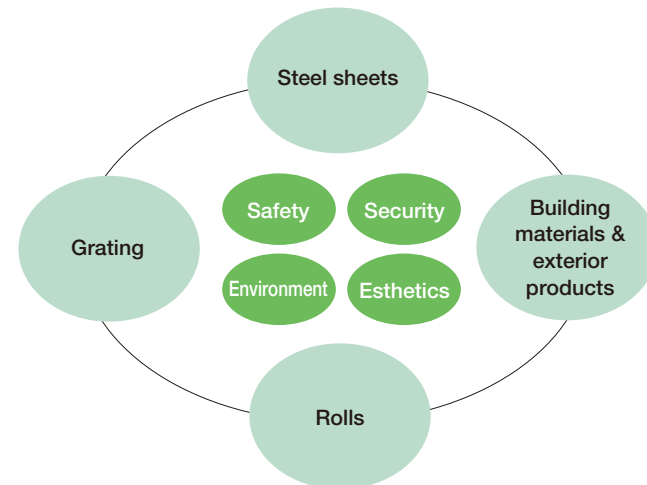 Steel sheets
Safety
Security
Grating
Building
materials &
exterior
products
Environment
Esthetics
Rolls